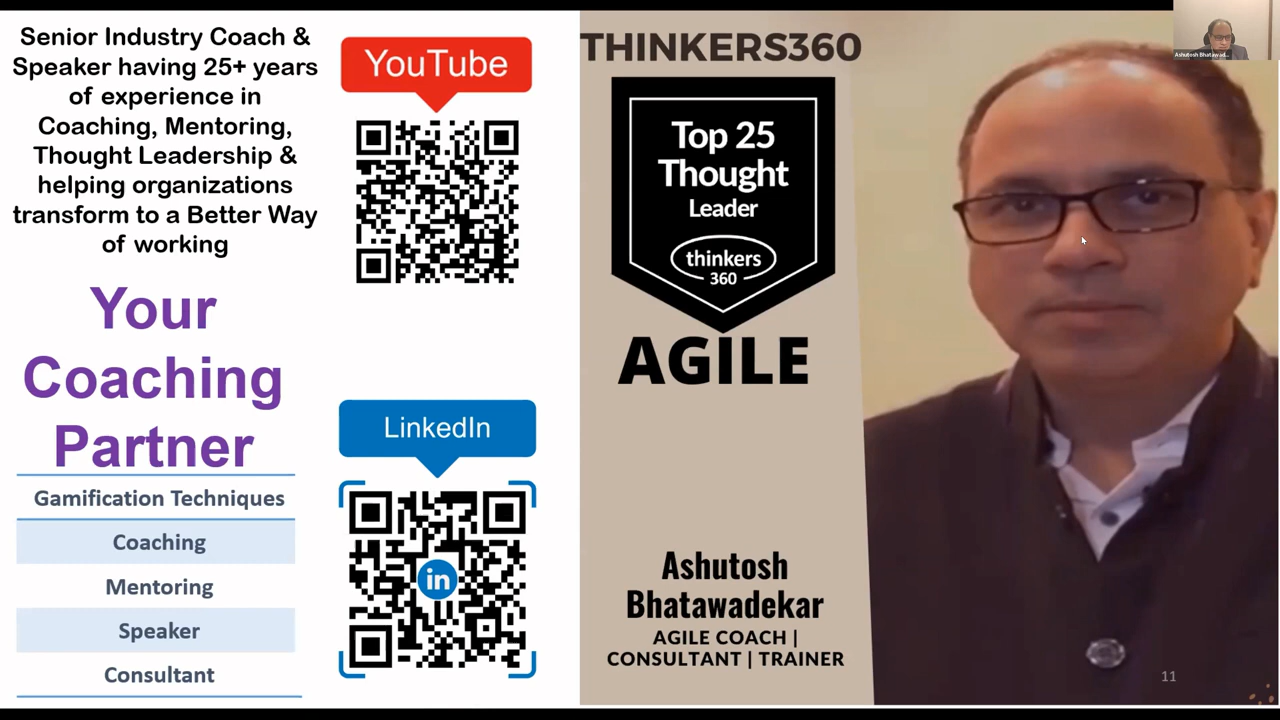 Senior Industry Coach &
Speaker having 25+ years
of experience in
Coaching, Mentoring,
Thought Leadership &
helping organizations
transform to a Better Way
of working
Your
Coaching
Partner
Gamification Techniques
Coaching
Mentoring
Speaker
Consultant
YouTube
LinkedIn
in
THINKERS360
Top 25
Thought
Leader
thinkers
360
AGILE
Ashutosh
Bhatawadekar
AGILE COACH |
CONSULTANT | TRAINER
11
Ashutosh Bhatawad...